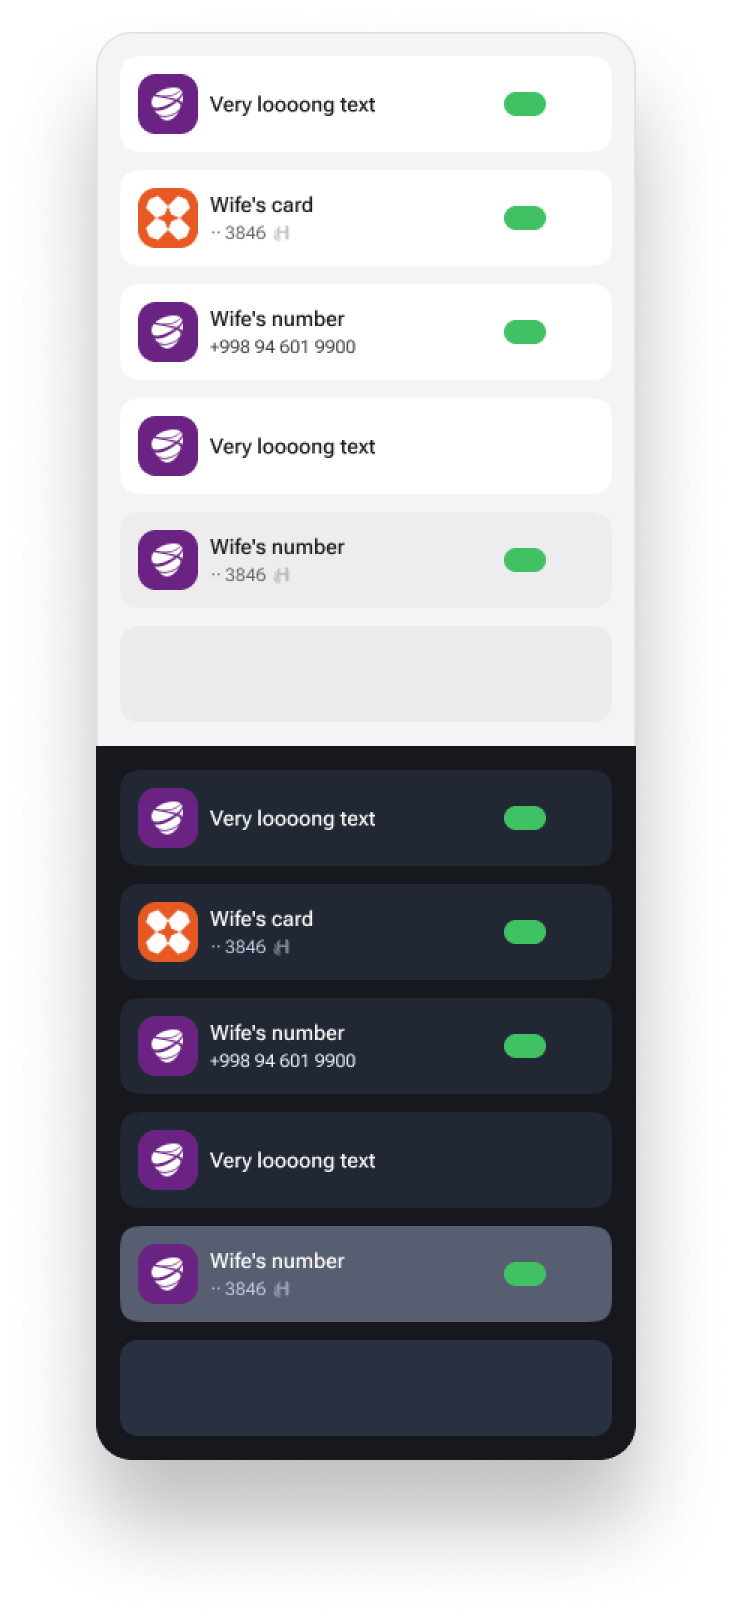 Very loooong text
Wife's card
·· 3846
Wife's number
+998 94 601 9900
Very loooong text
Wife's number
·· 3846
Very loooong text
Wife's card
·· 3846
Wife's number
+998 94 601 9900
Very loooong text
Wife's number
·· 3846